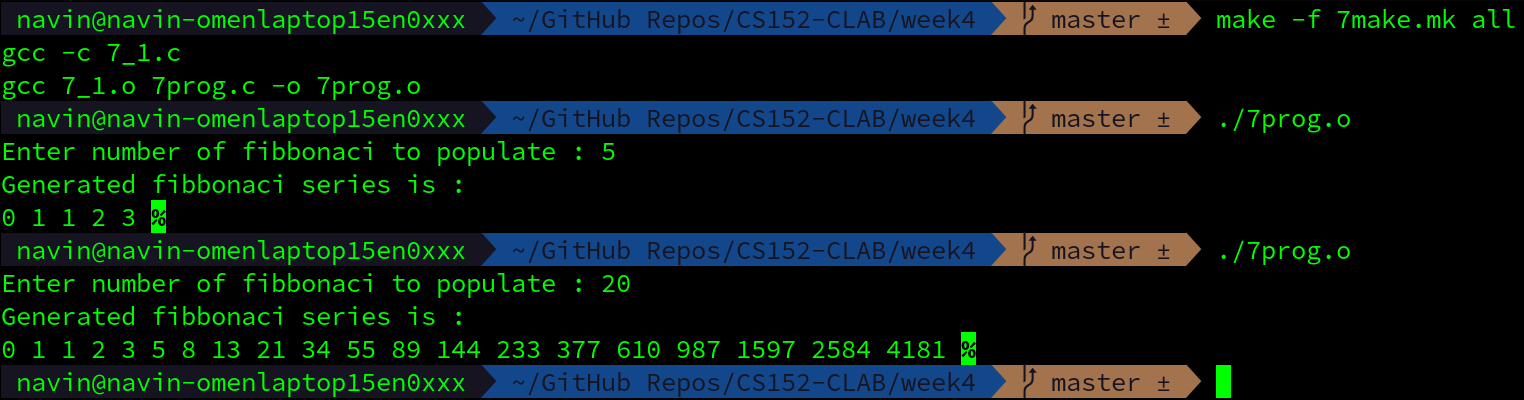 navin@navin-omenlaptop15en0xxx ~/GitHub Repos/CS152-CLAB/week4 master ± make -f 7make.mk all
gcc -c 7_1.c
gcc 7_1.o 7prog.c -o 7prog.o
navin@navin-omenlaptop15en0xxx ~/GitHub Repos/CS152-CLAB/week4 master ± ./7prog.o
Enter number of fibbonaci to populate : 5
Generated fibbonaci series is :
0 1 1 2 3 %
navin@navin-omenlaptop15en0xxx ~/GitHub Repos/CS152-CLAB/week4 master ± ./7prog.o
Enter number of fibbonaci to populate : 20
Generated fibbonaci series is :
0 1 1 2 3 5 8 13 21 34 55 89 144 233 377 610 987 1597 2584 4181 %
navin@navin-omenlaptop15en0xxx ~/GitHub Repos/CS152-CLAB/week4 master ±